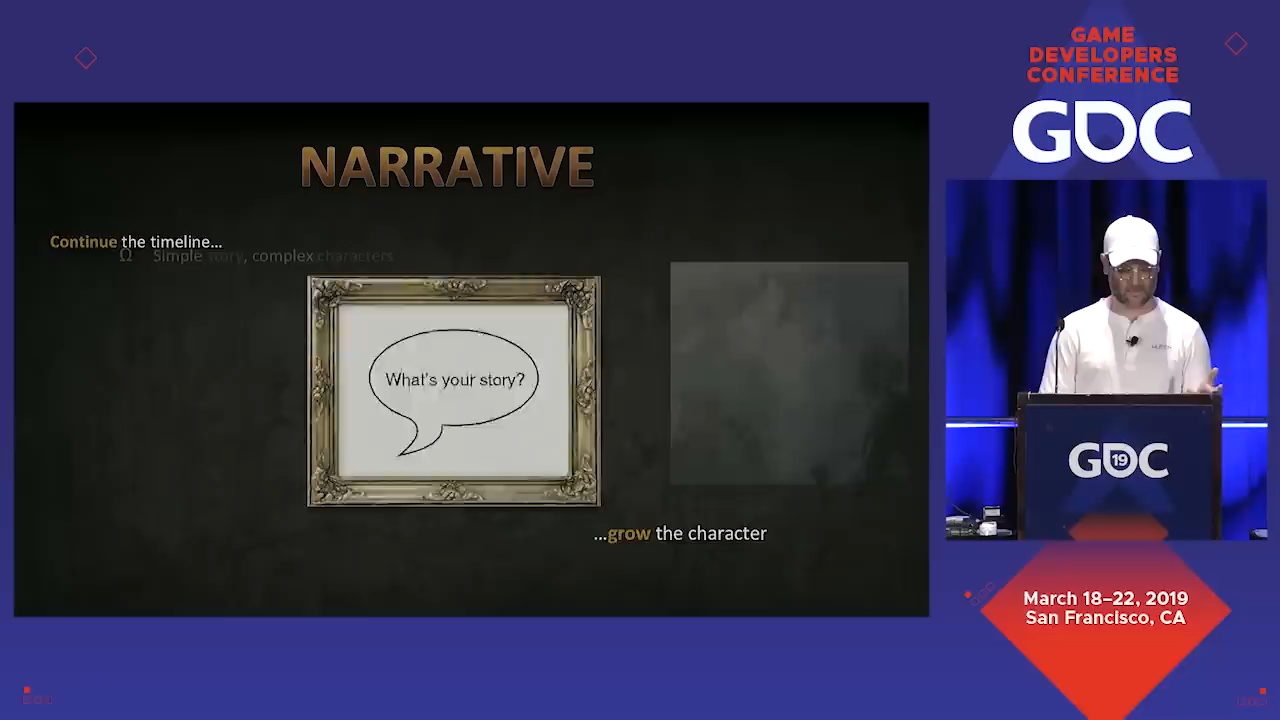 GAME
DEVELOPERS
CONFERENCE
GDC
NARRATIVE
Continue the timeline...
Ω Simple story, complex characters
What's your story?
...grow the character
GDC 19
March 18–22, 2019
San Francisco, CA